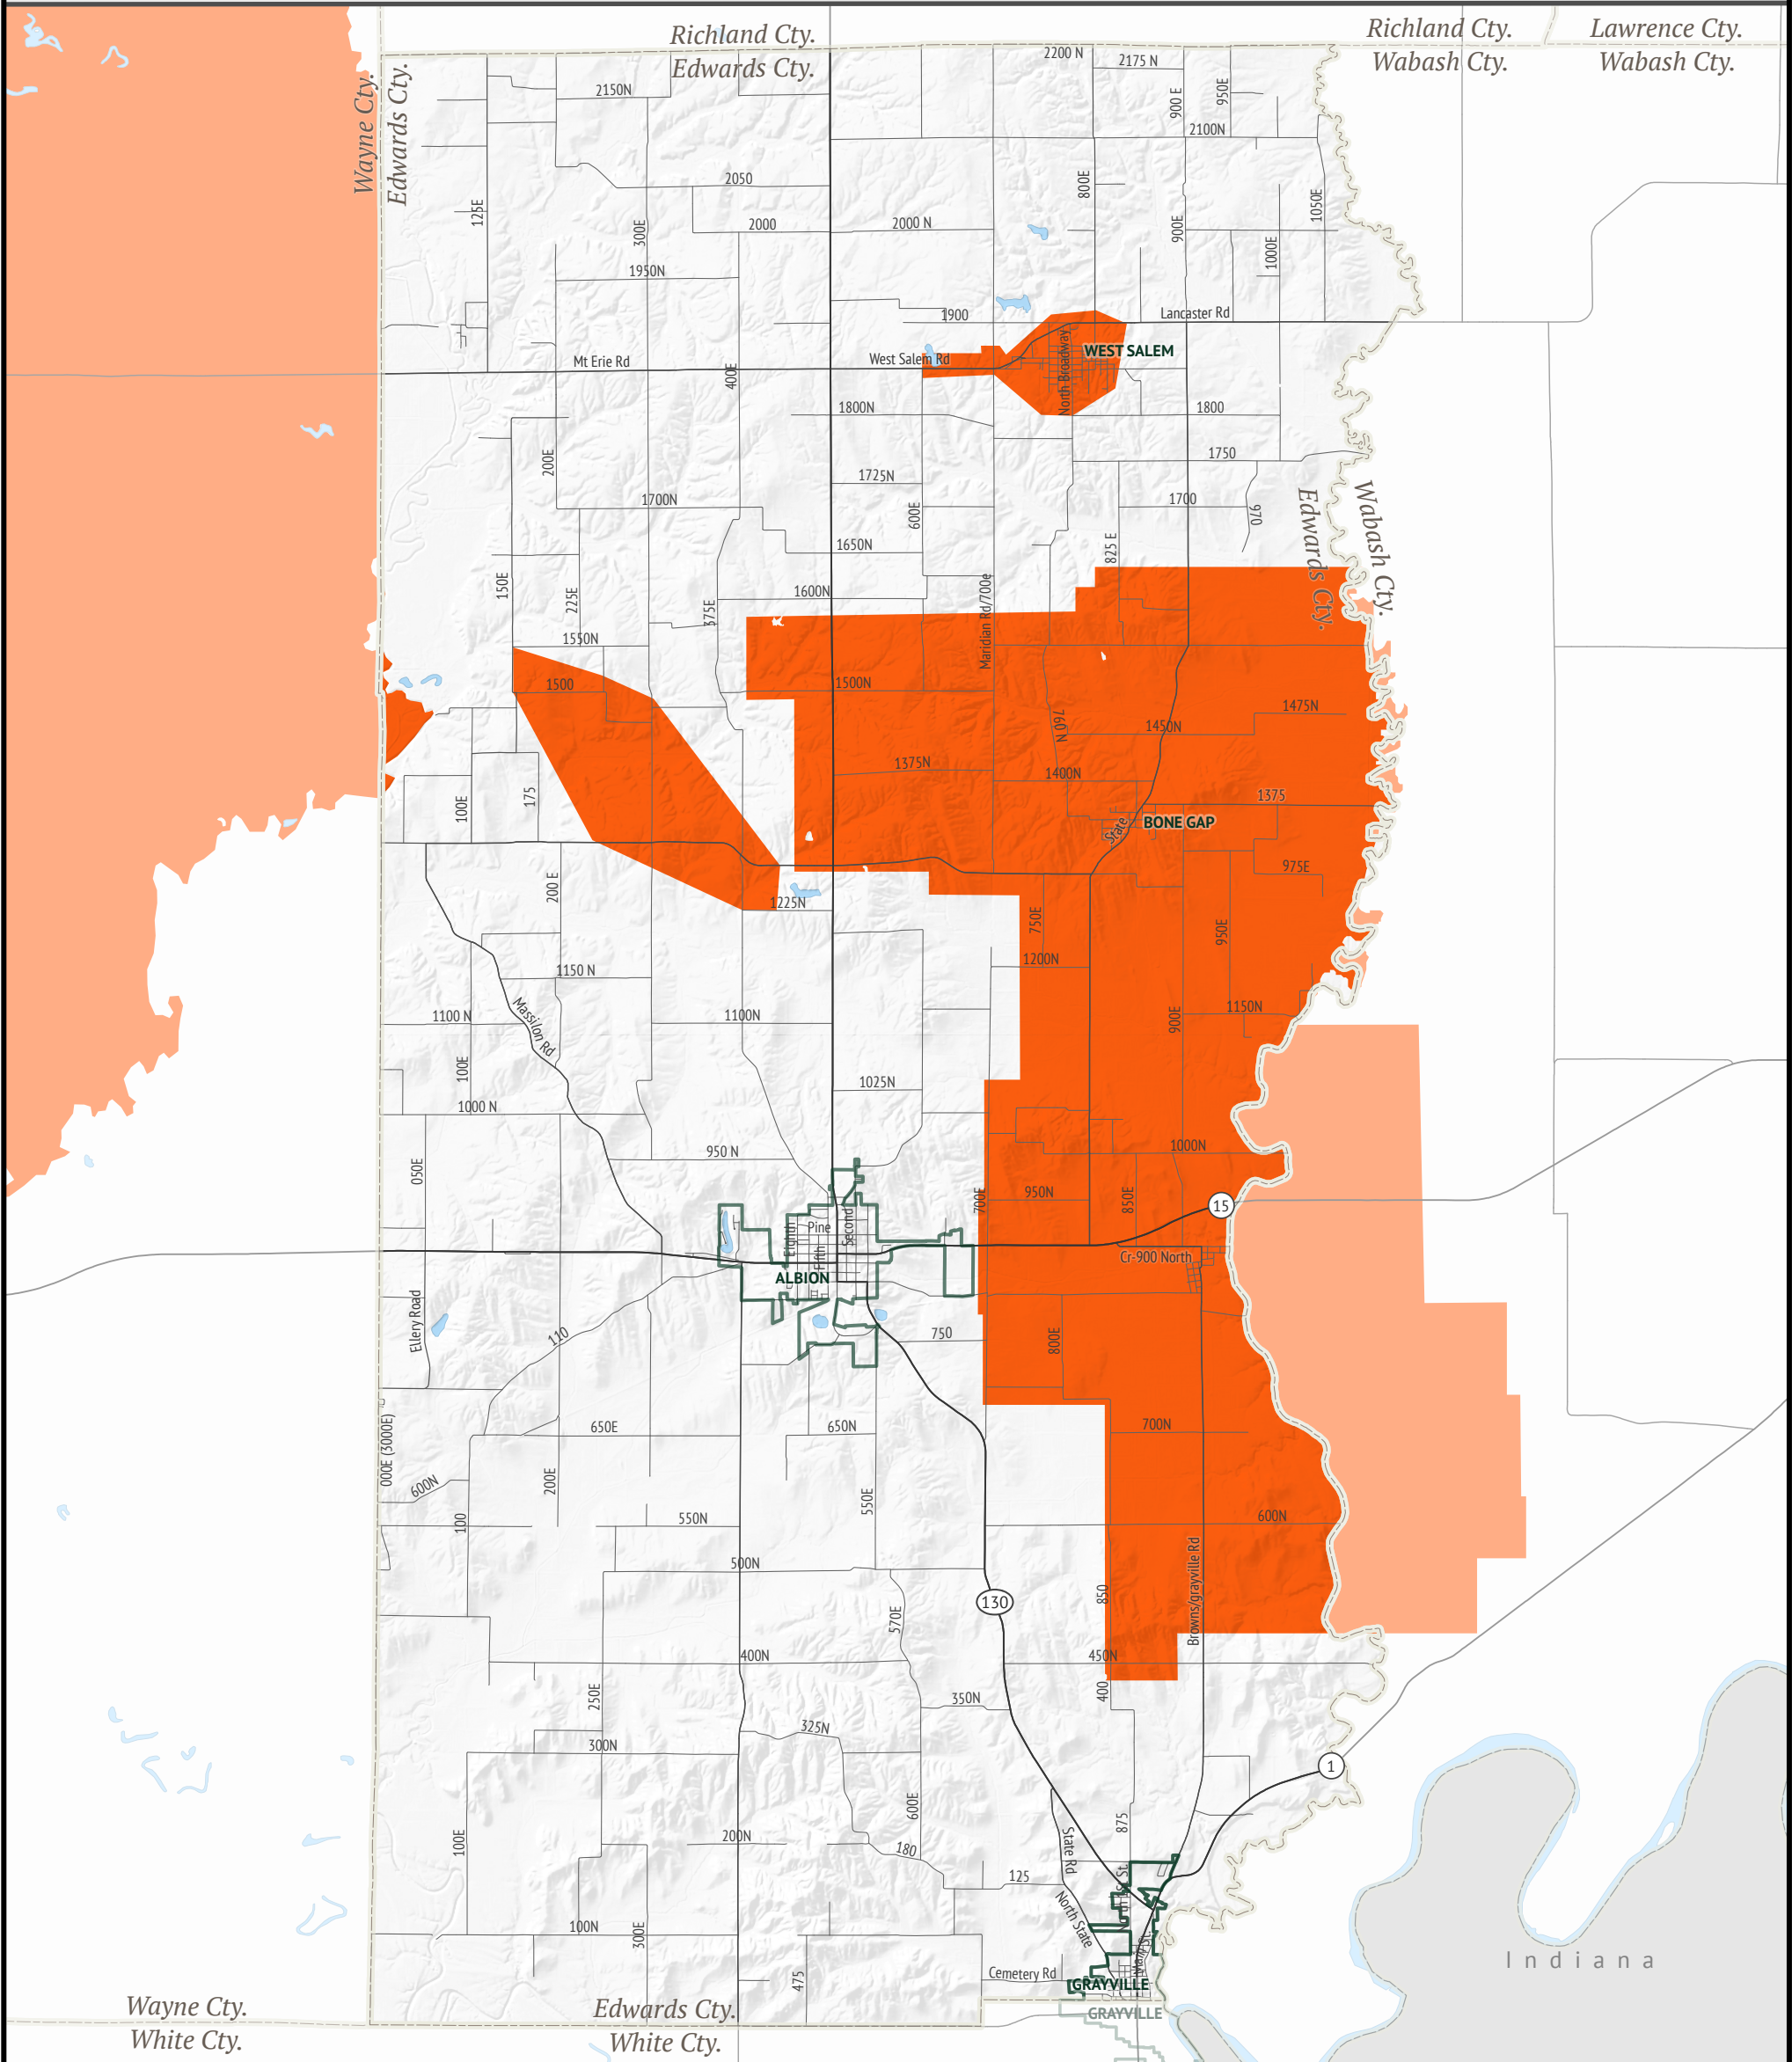 Richland Cty.
Edwards Cty.
Richland Cty.
Wabash Cty.
Lawrence Cty.
Wabash Cty.
Wayne Cty.
Edwards Cty.
2200 N
2175 N
2150N
900 E
950E
2100N
2050
800E
125E
300E
2000
2000 N
900E
1050E
1000E
1950N
1900
Lancaster Rd
Mt Erie Rd
400E
West Salem Rd
North Broadway
WEST SALEM
1800N
1800
200E
1725N
1750
1700N
600E
1700
970
Wabash Cty.
Edwards Cty.
1650N
825 E
150E
225E
375E
1600N
Maridian Rd/700e
1550N
1500
1500N
760 N
1475N
1450N
1375N
1400N
1375
100E
175
State
BONE GAP
975E
200 E
1225N
750E
950E
1150 N
1200N
Massilon Rd
1100 N
1100N
900E
1150N
100E
1025N
1000 N
950 N
1000N
050E
700E
950N
850E
15
Eighth
Pine
Second
Fifth
ALBION
Cr-900 North
Ellery Road
110
750
800E
000E (3000E)
650E
650N
700N
600N
200E
550E
100
550N
600N
500N
Browns/grayville Rd
850
130
570E
400N
450N
250E
400
350N
325N
300N
1
600E
875
100E
200N
180
State Rd
125
North 1st St.
North State
100N
300E
Main St.
475
Cemetery Rd
GRAYVILLE
GRAYVILLE
Indiana
Wayne Cty.
White Cty.
Edwards Cty.
White Cty.